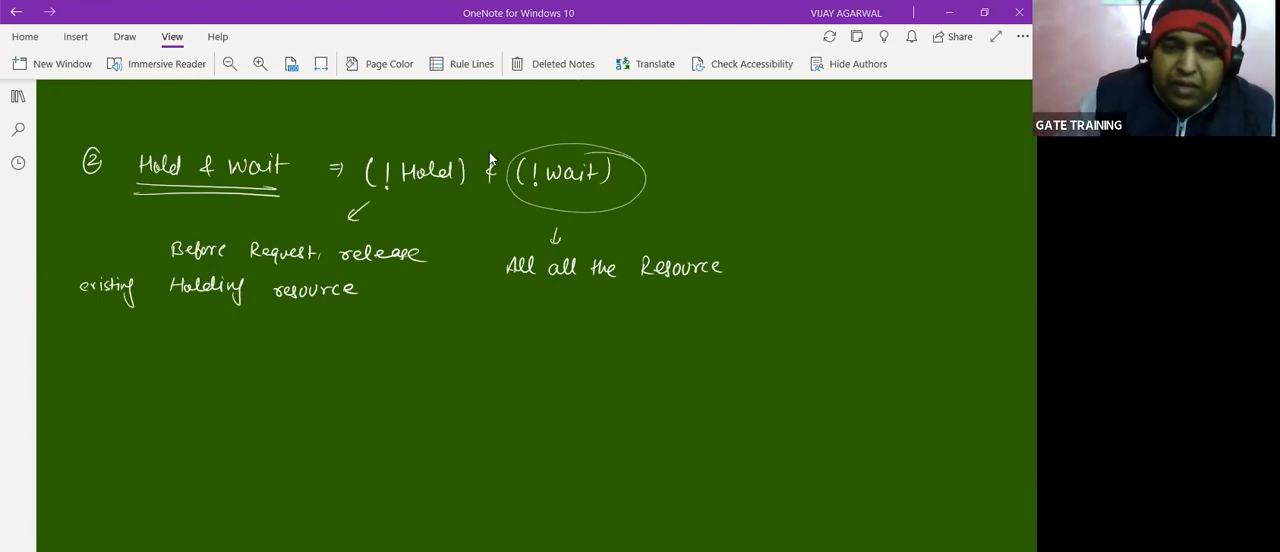 OneNote for Windows 10
VIJAY AGARWAL
Home Insert Draw View Help
Share
New Window Immersive Reader Page Color Rule Lines Deleted Notes Translate Check Accessibility Hide Authors
GATE TRAINING
② Hold & Wait ⇒ (! Hold) & (! Wait)
Before Request, release
existing Holding resource
All all the Resource